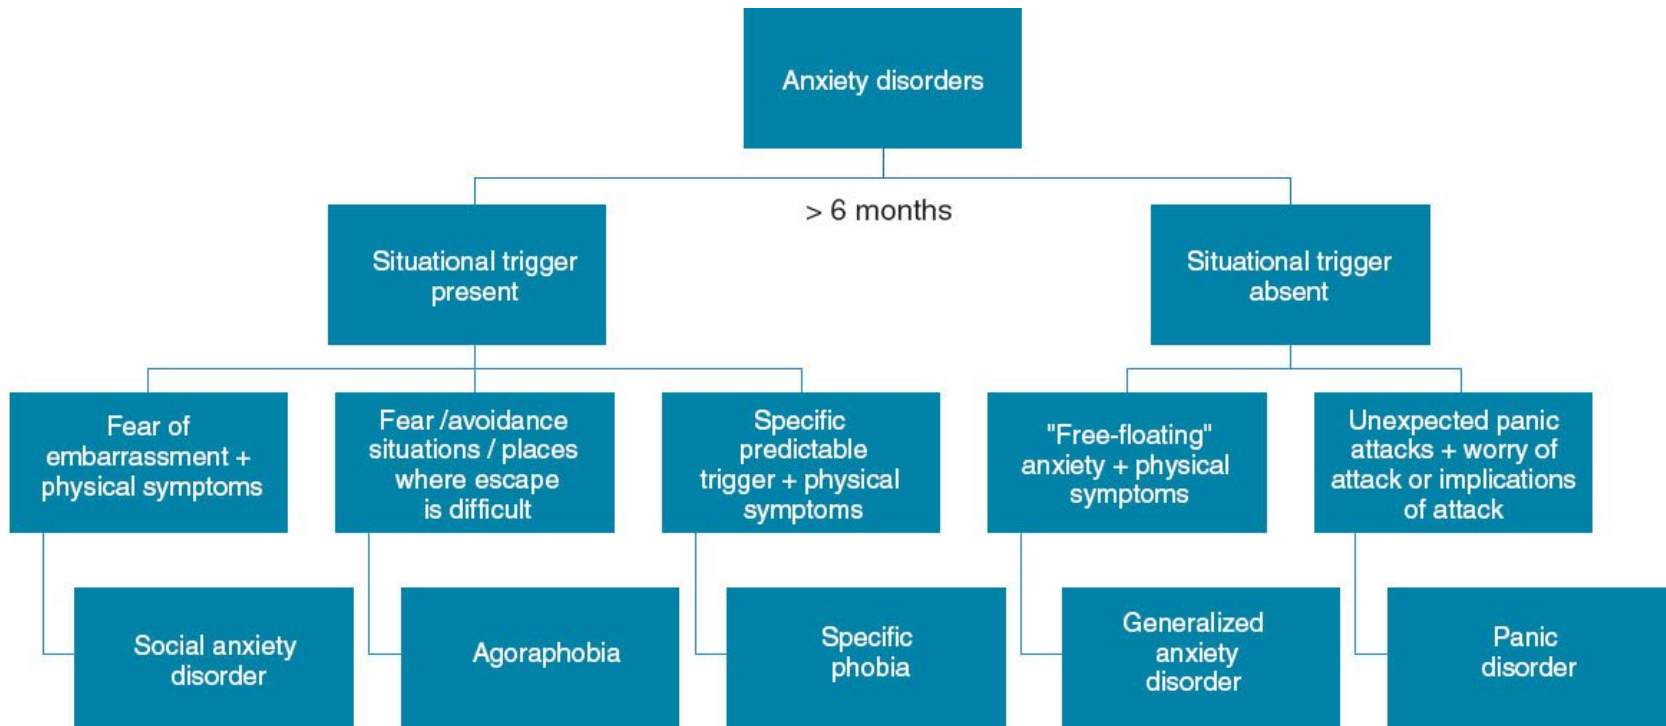 Anxiety disorders
> 6 months
Situational trigger
present
Situational trigger
absent
Fear of
embarrassment +
physical symptoms
Fear /avoidance
situations / places
where escape
is difficult
Specific
predictable
trigger + physical
symptoms
"Free-floating"
anxiety + physical
symptoms
Unexpected panic
attacks + worry of
attack or implications
of attack
Social anxiety
disorder
Agoraphobia
Specific
phobia
Generalized
anxiety
disorder
Panic
disorder